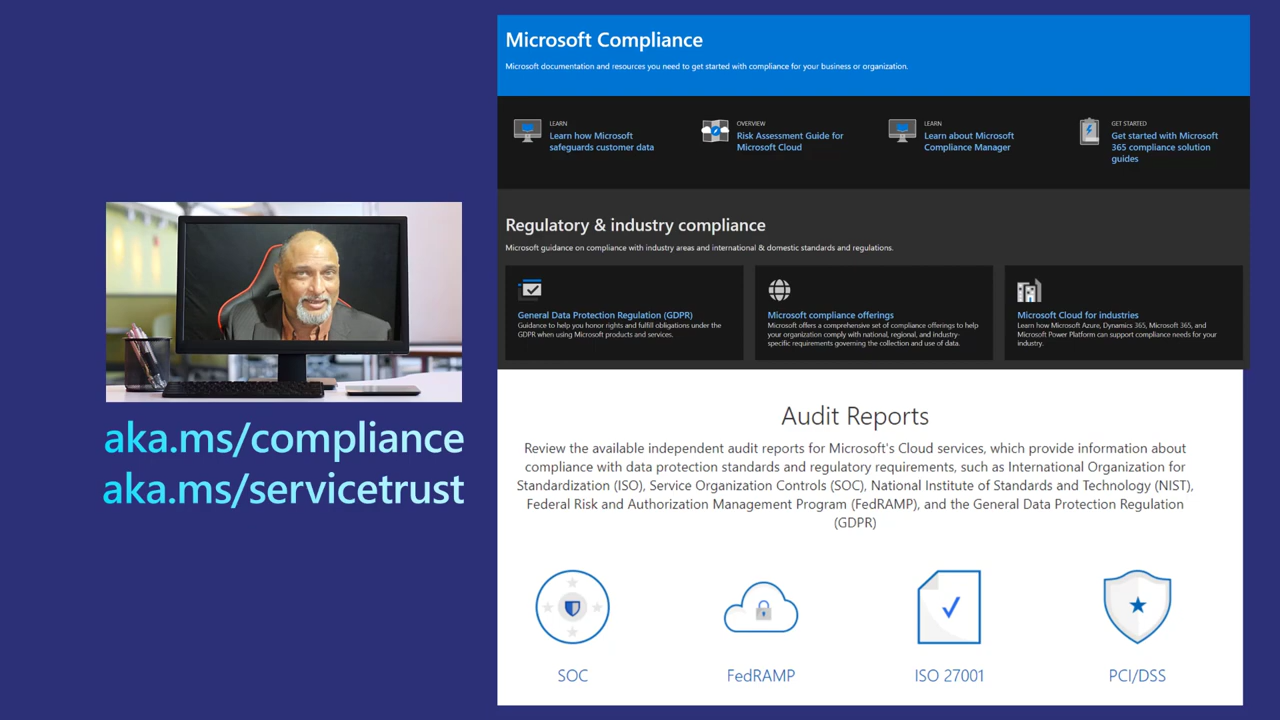 aka.ms/compliance
aka.ms/servicetrust
Microsoft Compliance
Microsoft documentation and resources you need to get started with compliance for your business or organization.
LEARN
Learn how Microsoft
safeguards customer data
OVERVIEW
Risk Assessment Guide for
Microsoft Cloud
LEARN
Learn about Microsoft
Compliance Manager
GET STARTED
Get started with Microsoft
365 compliance solution
guides
Regulatory & industry compliance
Microsoft guidance on compliance with industry areas and international & domestic standards and regulations.
General Data Protection Regulation (GDPR)
Guidance to help you honor rights and fulfill obligations under the
GDPR when using Microsoft products and services.
Microsoft compliance offerings
Microsoft offers a comprehensive set of compliance offerings to help
your organization comply with national, regional, and industry-
specific requirements governing the collection and use of data.
Microsoft Cloud for industries
Learn how Microsoft Azure, Dynamics 365, Microsoft 365, and
Microsoft Power Platform can support compliance needs for your
industry.
Audit Reports
Review the available independent audit reports for Microsoft's Cloud services, which provide information about
compliance with data protection standards and regulatory requirements, such as International Organization for
Standardization (ISO), Service Organization Controls (SOC), National Institute of Standards and Technology (NIST),
Federal Risk and Authorization Management Program (FedRAMP), and the General Data Protection Regulation
(GDPR)
SOC
FedRAMP
ISO 27001
PCI/DSS